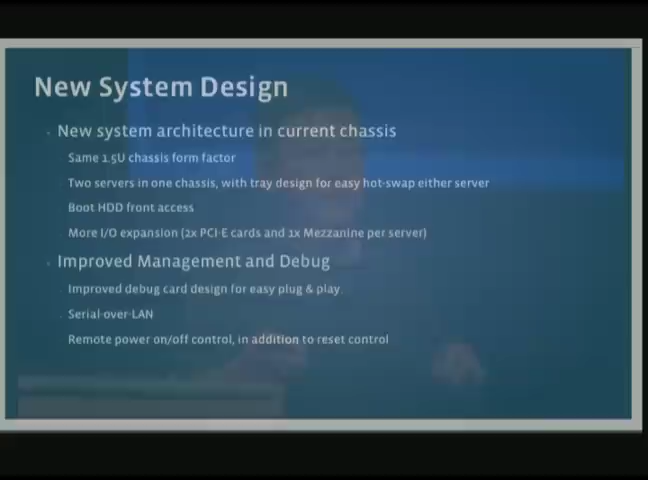 New System Design
New system architecture in current chassis
Same 1.5U chassis form factor
Two servers in one chassis, with tray design for easy hot-swap either server
Boot HDD front access
More I/O expansion (2x PCI-E cards and 1x Mezzanine per server)
Improved Management and Debug
Improved debug card design for easy plug & play
Serial-over-LAN
Remote power on/off control, in addition to reset control